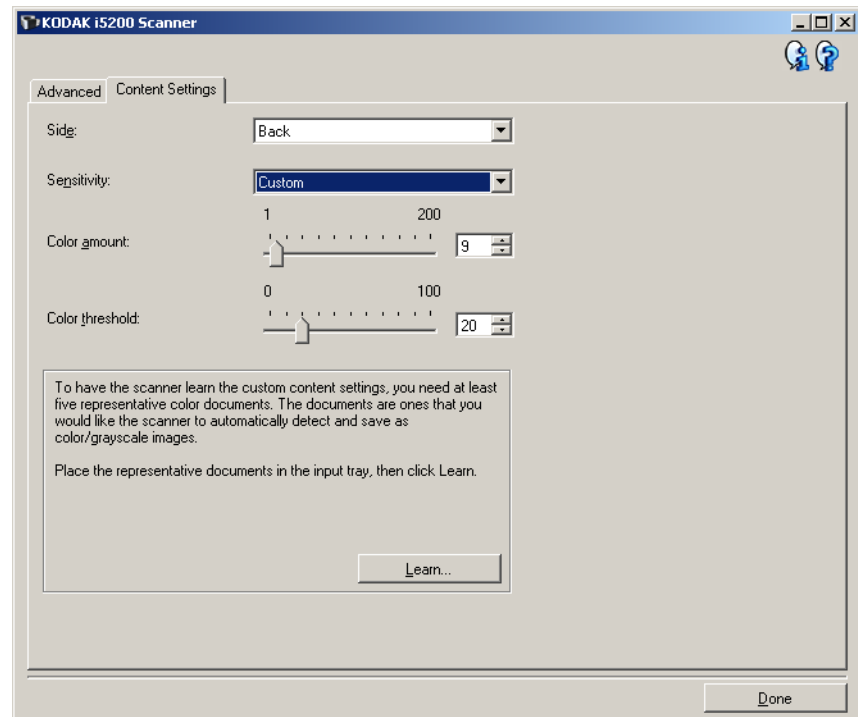 KODAK i5200 Scanner
Advanced Content Settings
Side: Back
Sensitivity: Custom
1 200
Color amount: 9
0 100
Color threshold: 20
To have the scanner learn the custom content settings, you need at least
five representative color documents. The documents are ones that you
would like the scanner to automatically detect and save as
color/grayscale images.
Place the representative documents in the input tray, then click Learn.
Learn...
Done